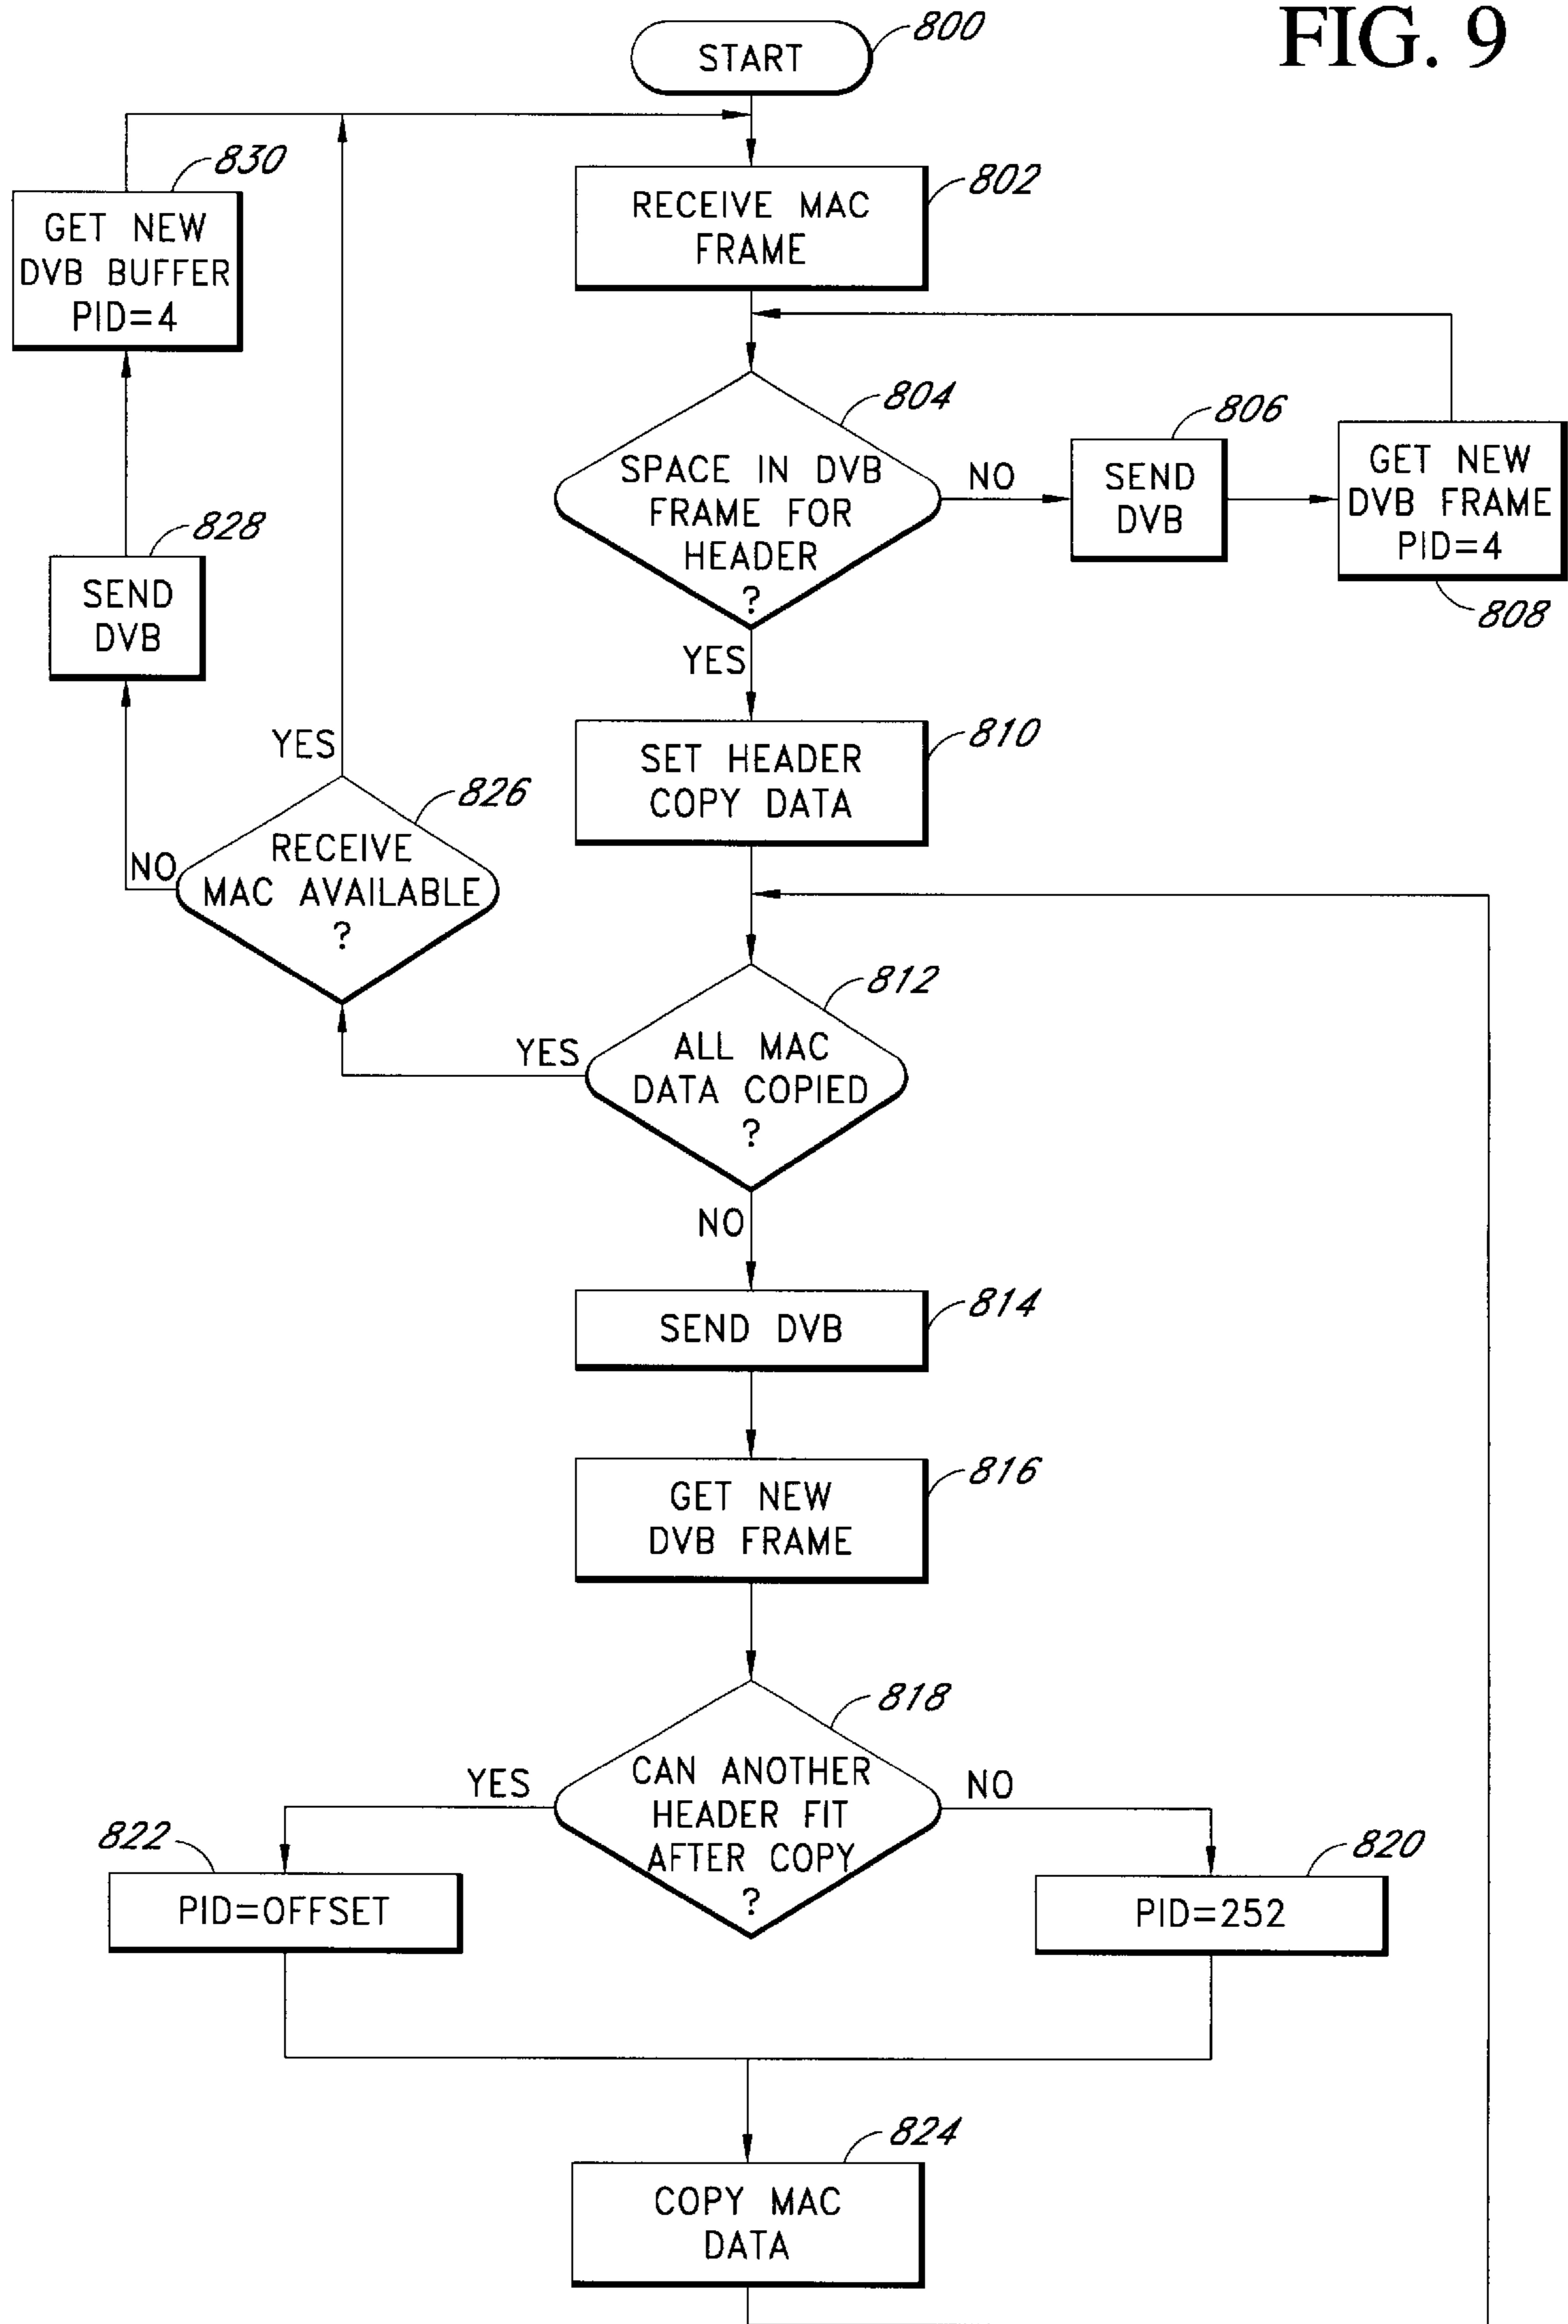 FIG. 9
START
800
RECEIVE MAC
FRAME
802
830
GET NEW
DVB BUFFER
PID=4
804
SPACE IN DVB
FRAME FOR
HEADER
?
NO
806
SEND
DVB
GET NEW
DVB FRAME
PID=4
808
828
SEND
DVB
YES
810
SET HEADER
COPY DATA
YES
826
RECEIVE
MAC AVAILABLE
?
NO
812
ALL MAC
DATA COPIED
?
YES
NO
814
SEND DVB
816
GET NEW
DVB FRAME
818
CAN ANOTHER
HEADER FIT
AFTER COPY
?
YES
NO
822
PID=OFFSET
820
PID=252
824
COPY MAC
DATA